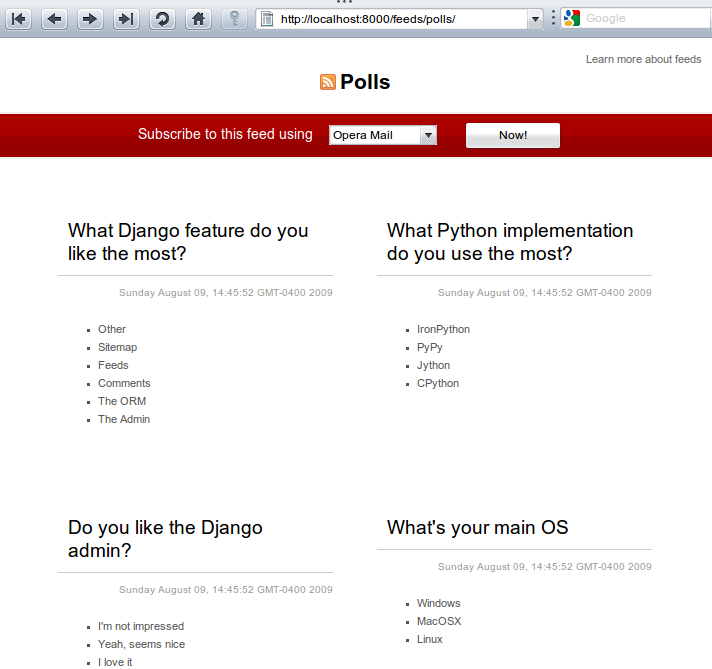 http://localhost:8000/feeds/polls/
Google
Learn more about feeds
Polls
Subscribe to this feed using
Opera Mail
Now!
What Django feature do you
like the most?
Sunday August 09, 14:45:52 GMT-0400 2009
Other
Sitemap
Feeds
Comments
The ORM
The Admin
What Python implementation
do you use the most?
Sunday August 09, 14:45:52 GMT-0400 2009
IronPython
PyPy
Jython
CPython
Do you like the Django
admin?
Sunday August 09, 14:45:52 GMT-0400 2009
I'm not impressed
Yeah, seems nice
I love it
What's your main OS
Sunday August 09, 14:45:52 GMT-0400 2009
Windows
MacOSX
Linux